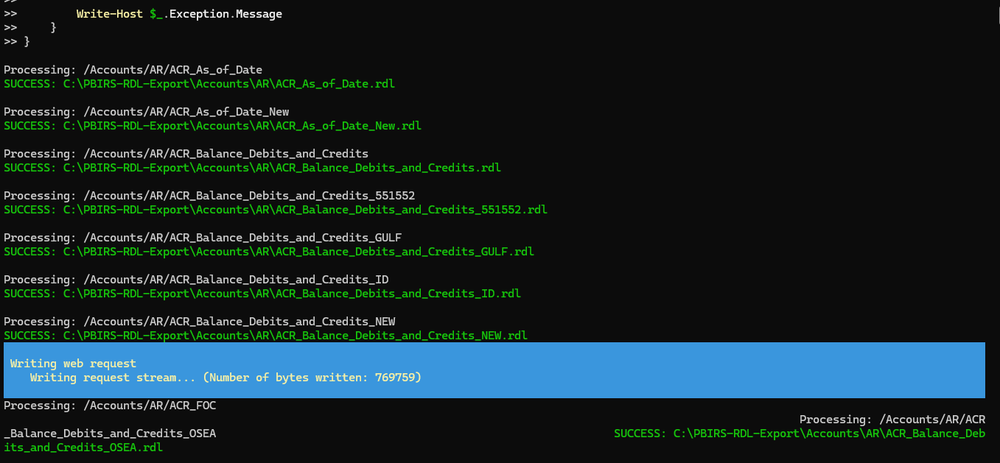 >>
>>         Write-Host $_.Exception.Message
>>     }
>> }
Processing: /Accounts/AR/ACR_As_of_Date
SUCCESS: C:\PBIRS-RDL-Export\Accounts\AR\ACR_As_of_Date.rdl
Processing: /Accounts/AR/ACR_As_of_Date_New
SUCCESS: C:\PBIRS-RDL-Export\Accounts\AR\ACR_As_of_Date_New.rdl
Processing: /Accounts/AR/ACR_Balance_Debits_and_Credits
SUCCESS: C:\PBIRS-RDL-Export\Accounts\AR\ACR_Balance_Debits_and_Credits.rdl
Processing: /Accounts/AR/ACR_Balance_Debits_and_Credits_551552
SUCCESS: C:\PBIRS-RDL-Export\Accounts\AR\ACR_Balance_Debits_and_Credits_551552.rdl
Processing: /Accounts/AR/ACR_Balance_Debits_and_Credits_GULF
SUCCESS: C:\PBIRS-RDL-Export\Accounts\AR\ACR_Balance_Debits_and_Credits_GULF.rdl
Processing: /Accounts/AR/ACR_Balance_Debits_and_Credits_ID
SUCCESS: C:\PBIRS-RDL-Export\Accounts\AR\ACR_Balance_Debits_and_Credits_ID.rdl
Processing: /Accounts/AR/ACR_Balance_Debits_and_Credits_NEW
SUCCESS: C:\PBIRS-RDL-Export\Accounts\AR\ACR_Balance_Debits_and_Credits_NEW.rdl
Writing web request
Writing request stream... (Number of bytes written: 769759)
Processing: /Accounts/AR/ACR_FOC
Processing: /Accounts/AR/ACR
_Balance_Debits_and_Credits_OSEA SUCCESS: C:\PBIRS-RDL-Export\Accounts\AR\ACR_Balance_Deb
its_and_Credits_OSEA.rdl